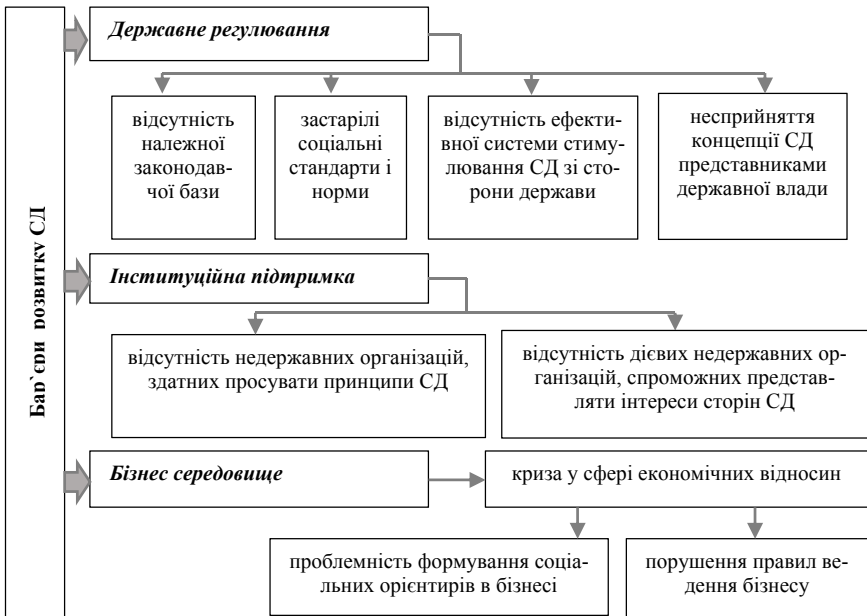 Бар`єри розвитку СД
Державне регулювання
відсутність
належної
законодав-
чої бази
застарілі
соціальні
стандарти і
норми
відсутність ефекти-
вної системи стиму-
лювання СД зі сто-
рони держави
несприйняття
концепції СД
представниками
державної влади
Інституційна підтримка
відсутність недержавних організацій,
здатних просувати принципи СД
відсутність дієвих недержавних ор-
ганізацій, спроможних представ-
ляти інтереси сторін СД
Бізнес середовище
криза у сфері економічних відносин
проблемність формування соці-
альних орієнтирів в бізнесі
порушення правил ве-
дення бізнесу